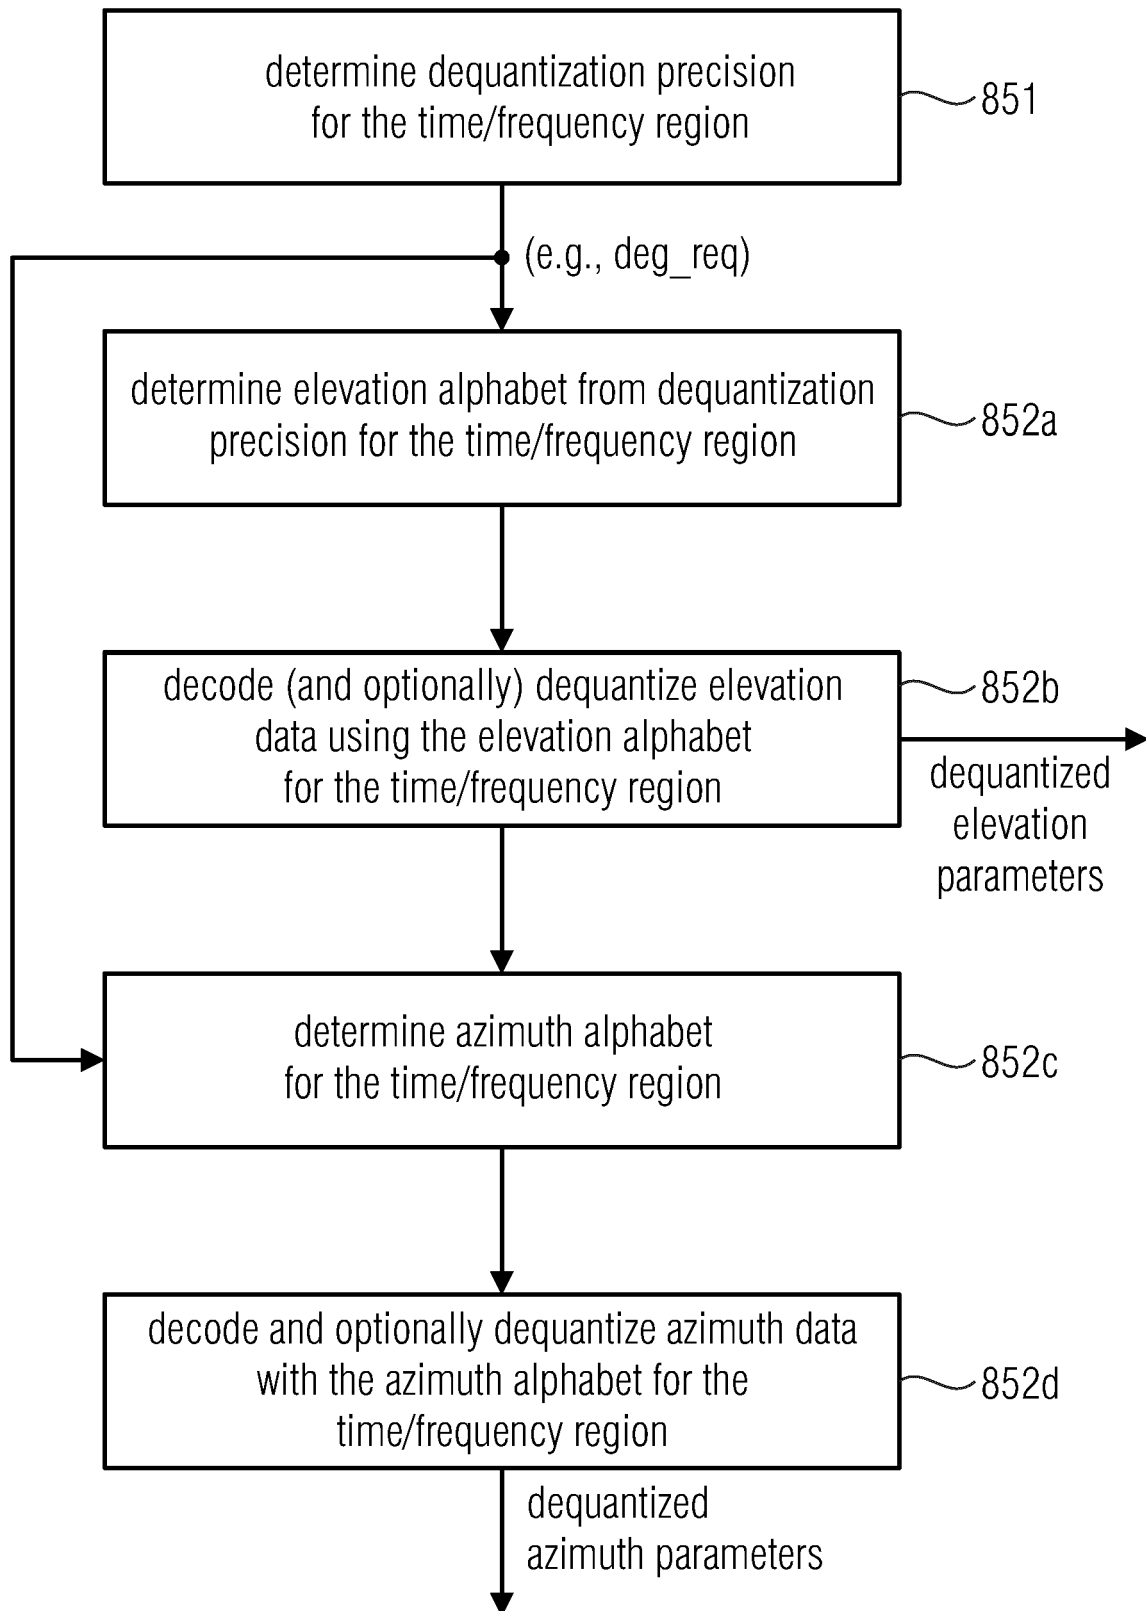 determine dequantization precision
for the time/frequency region
851
(e.g., deg_req)
determine elevation alphabet from dequantization
precision for the time/frequency region
852a
decode (and optionally) dequantize elevation
data using the elevation alphabet
for the time/frequency region
852b
dequantized
elevation
parameters
determine azimuth alphabet
for the time/frequency region
852c
decode and optionally dequantize azimuth data
with the azimuth alphabet for the
time/frequency region
852d
dequantized
azimuth parameters